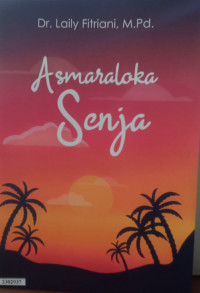 Dr. Laily Fitriani, M.Pd.
Asmaraloka
Senja